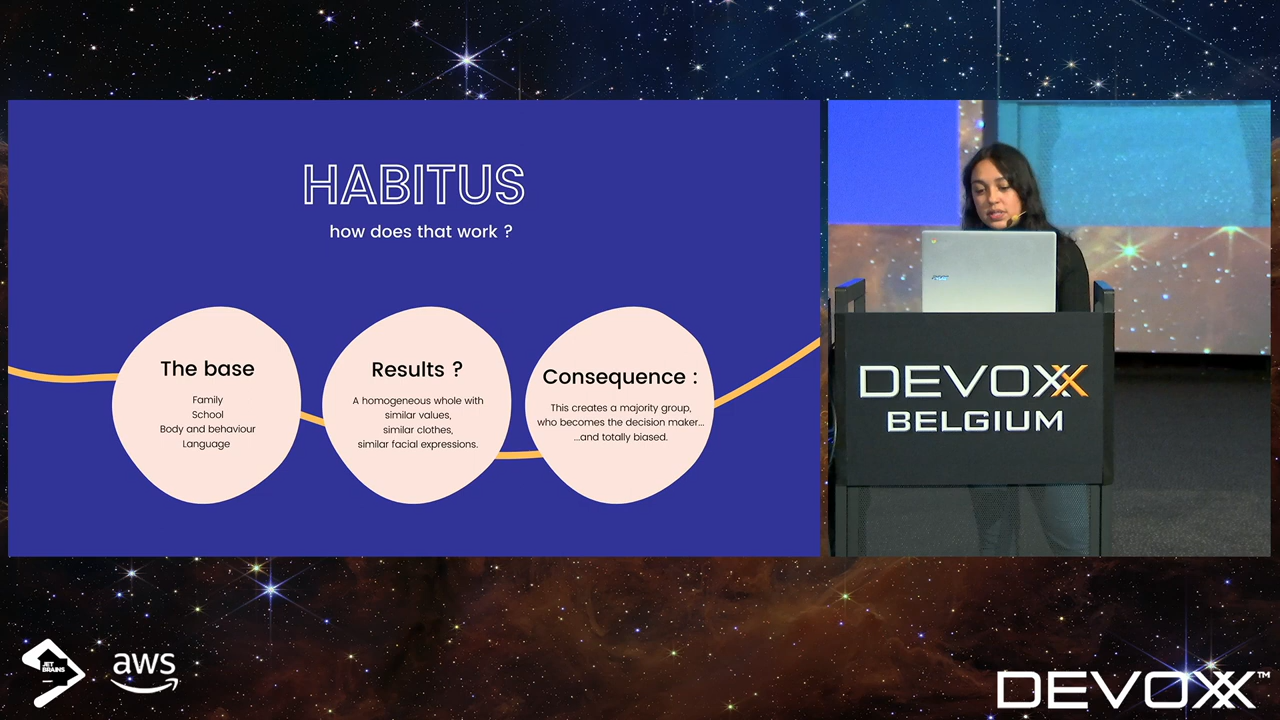 HABITUS
how does that work ?
The base
Family
School
Body and behaviour
Language
Results ?
A homogeneous whole with
similar values,
similar clothes,
similar facial expressions.
Consequence :
This creates a majority group,
who becomes the decision maker...
...and totally biased.
acer
DEVOXX
BELGIUM
JET
BRAINS
aws
DEVOXX™